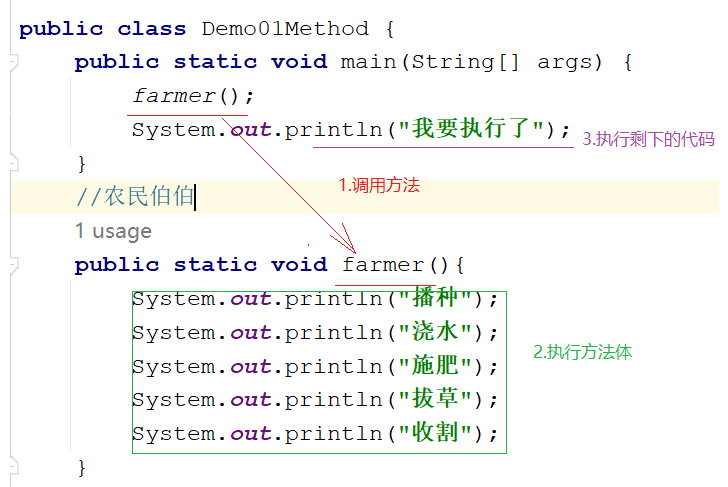 public class Demo01Method {
public static void main(String[] args) {
farmer();
System.out.println("我要执行了");
3.执行剩下的代码
}
//农民伯伯
1.调用方法
1 usage
public static void farmer(){
System.out.println("播种");
System.out.println("浇水");
System.out.println("施肥");
2.执行方法体
System.out.println("拔草");
System.out.println("收割");
}